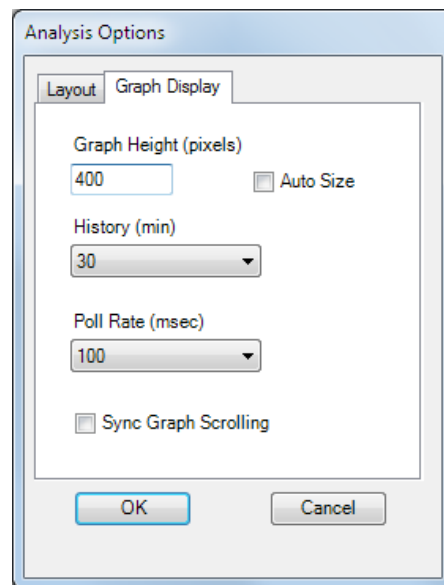 Analysis Options
Layout Graph Display
Graph Height (pixels)
400 Auto Size
History (min)
30
Poll Rate (msec)
100
Sync Graph Scrolling
OK Cancel